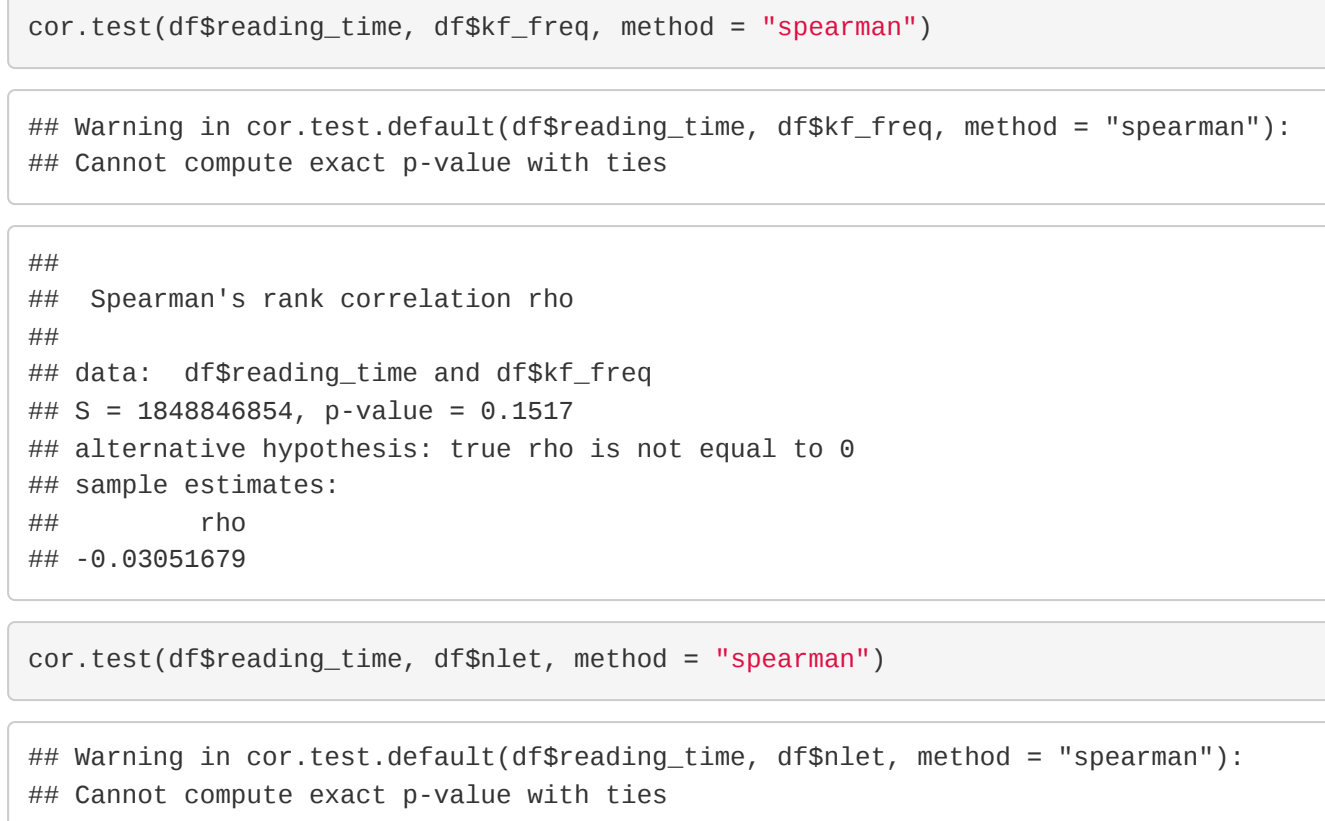 cor.test(df$reading_time, df$kf_freq, method = "spearman")
## Warning in cor.test.default(df$reading_time, df$kf_freq, method = "spearman"):
## Cannot compute exact p-value with ties
##
##  Spearman's rank correlation rho
##
## data:  df$reading_time and df$kf_freq
## S = 1848846854, p-value = 0.1517
## alternative hypothesis: true rho is not equal to 0
## sample estimates:
##         rho
## -0.03051679
cor.test(df$reading_time, df$nlet, method = "spearman")
## Warning in cor.test.default(df$reading_time, df$nlet, method = "spearman"):
## Cannot compute exact p-value with ties